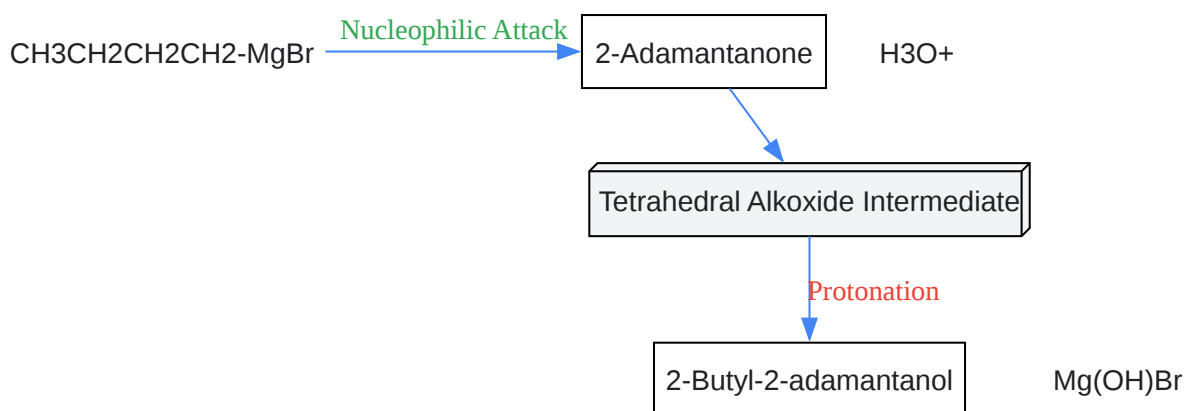 Nucleophilic Attack
CH3CH2CH2CH2-MgBr
2-Adamantanone
H3O+
Tetrahedral Alkoxide Intermediate
Protonation
2-Butyl-2-adamantanol
Mg(OH)Br